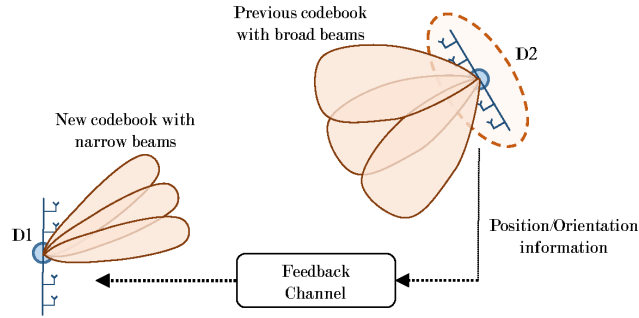 Previous codebook
with broad beams
D2
New codebook with
narrow beams
D1
Position/Orientation
information
Feedback
Channel